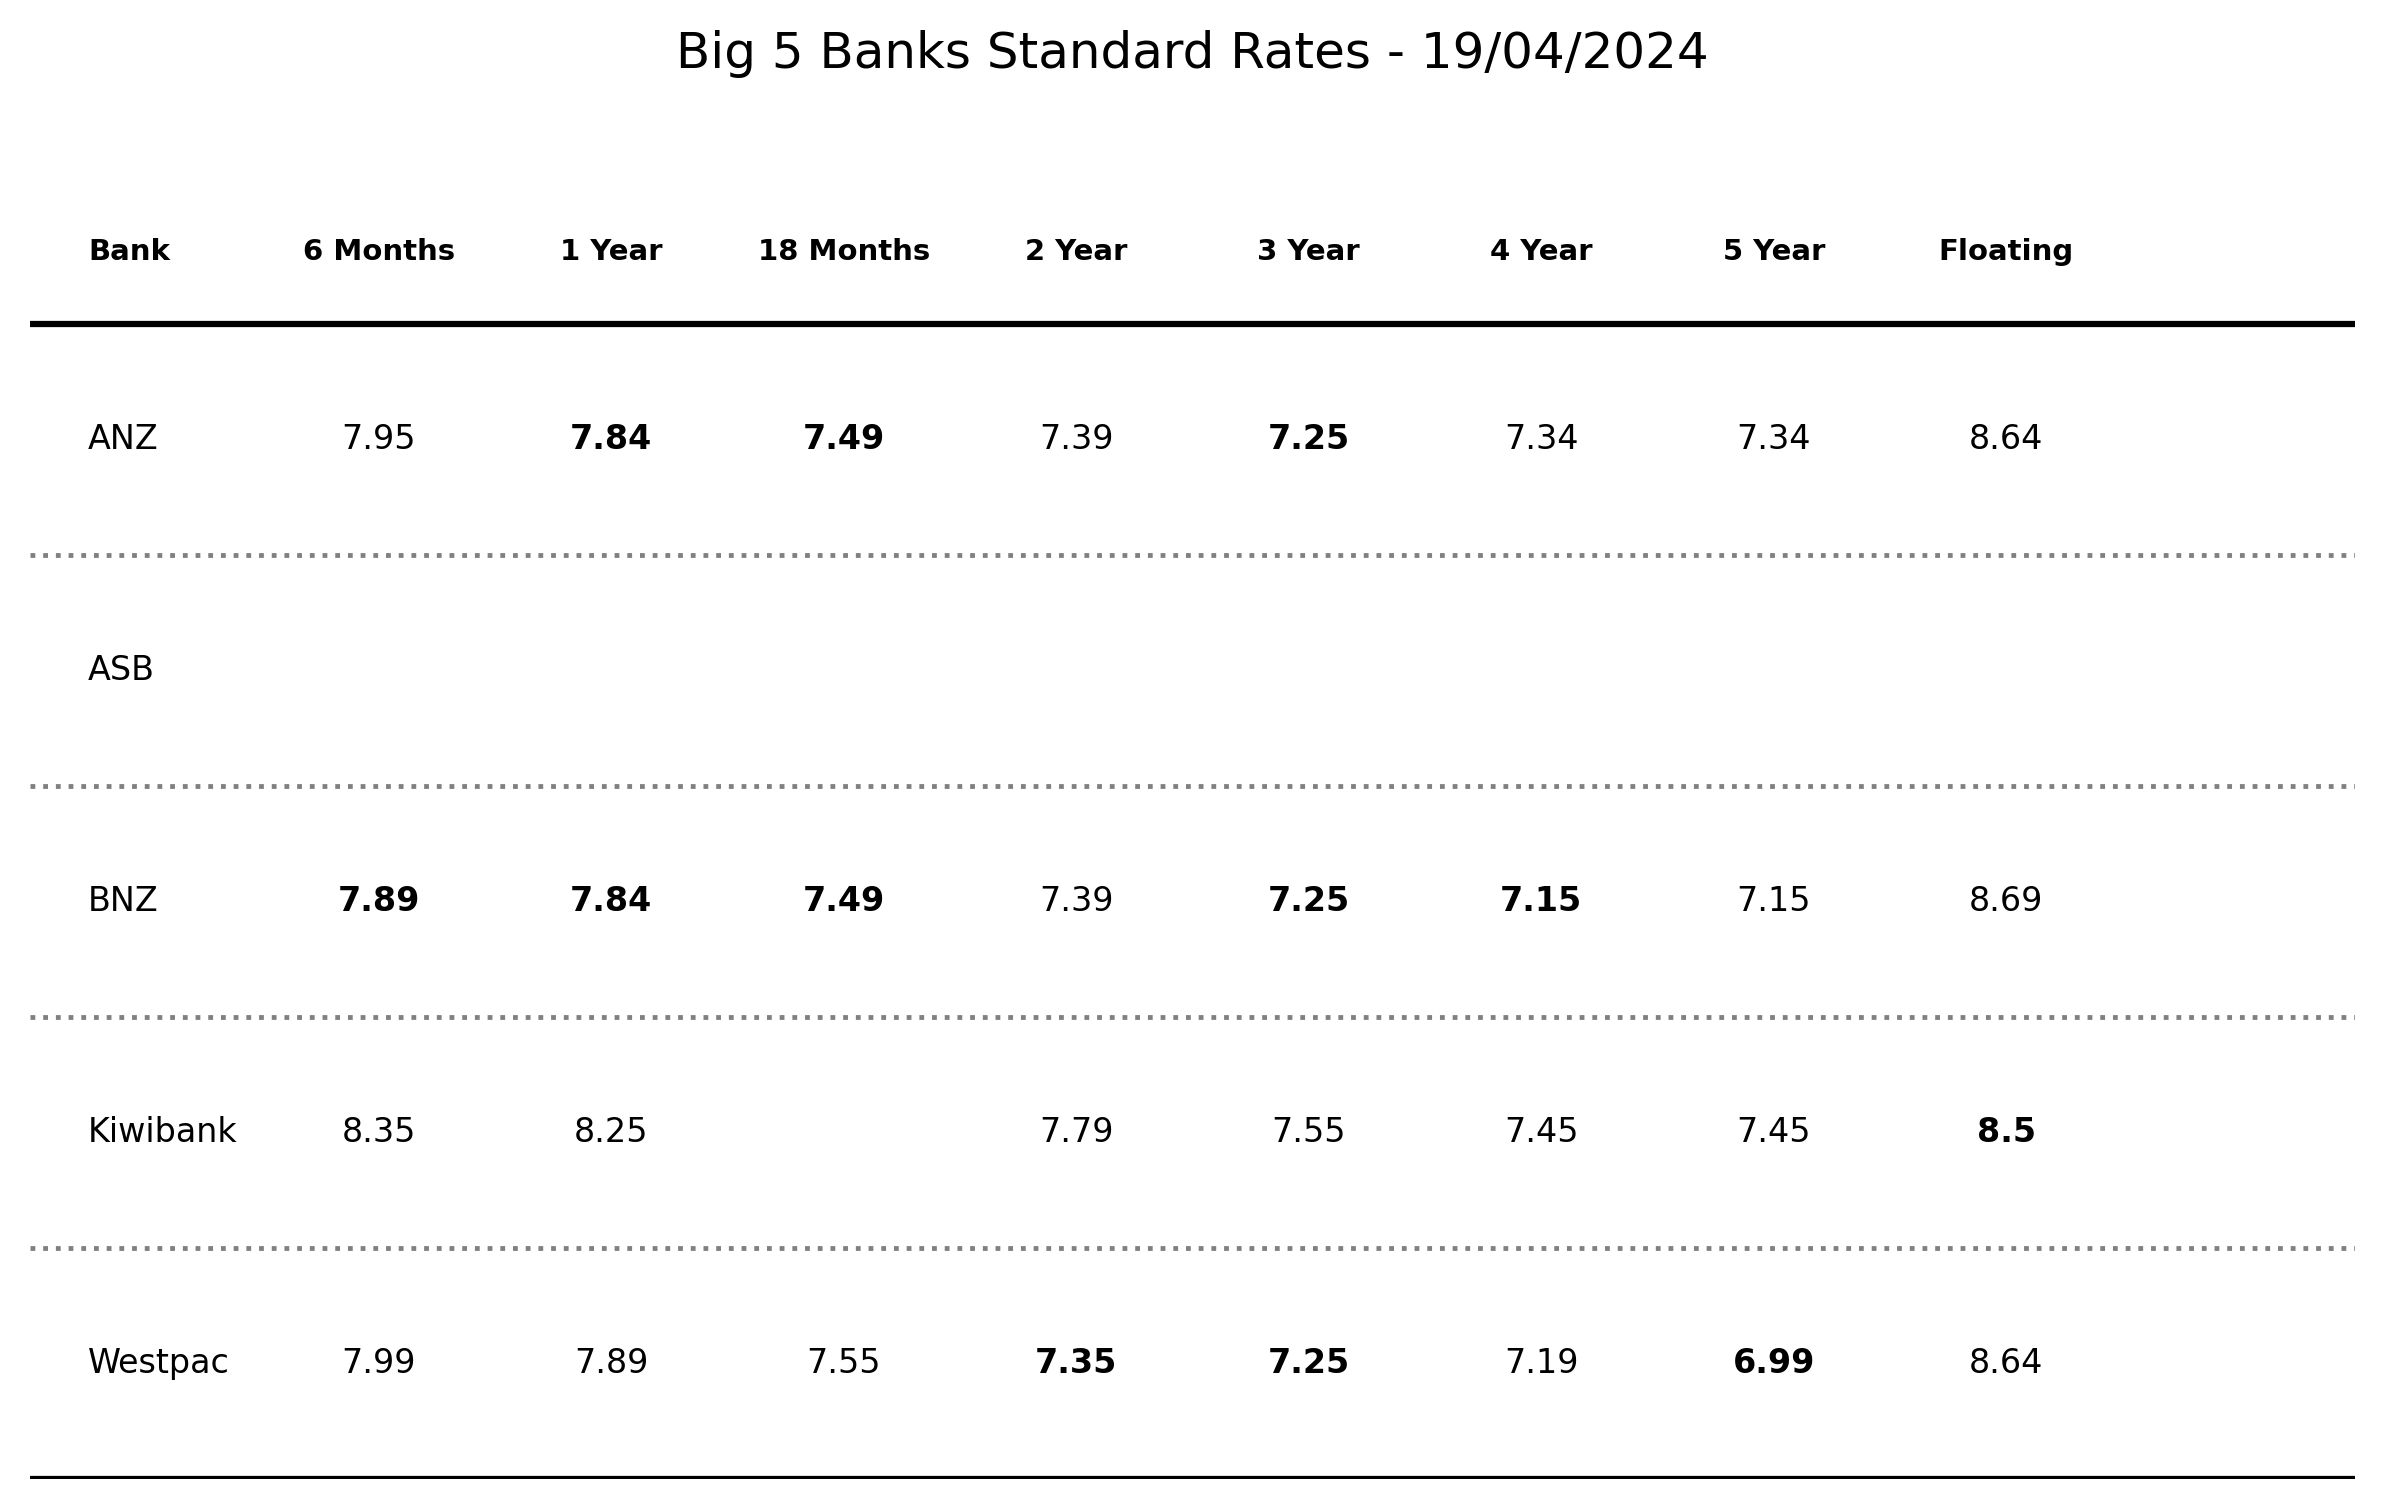 Big 5 Banks Standard Rates - 19/04/2024
Bank 6 Months 1 Year 18 Months 2 Year 3 Year 4 Year 5 Year Floating
ANZ 7.95 7.84 7.49 7.39 7.25 7.34 7.34 8.64
ASB
BNZ 7.89 7.84 7.49 7.39 7.25 7.15 7.15 8.69
Kiwibank 8.35 8.25 7.79 7.55 7.45 7.45 8.5
Westpac 7.99 7.89 7.55 7.35 7.25 7.19 6.99 8.64